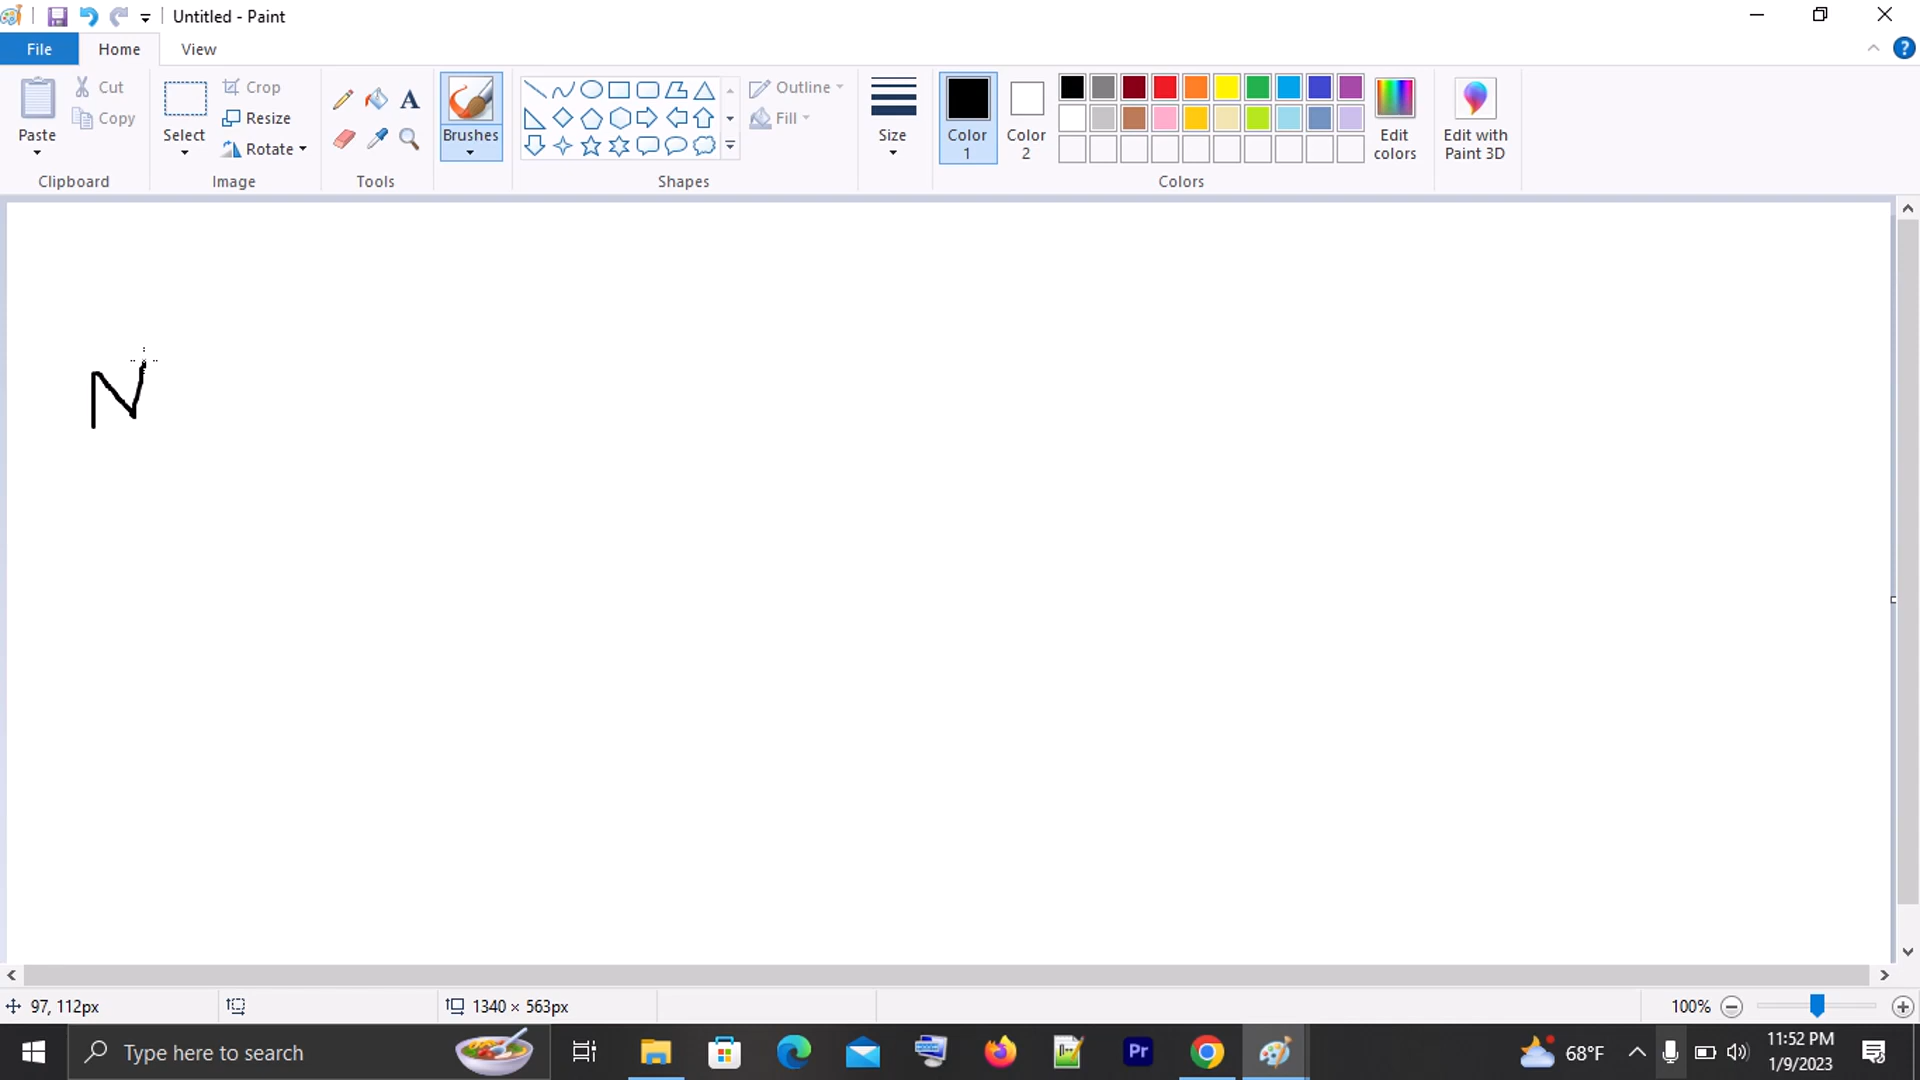 Untitled - Paint
File Home View
Paste Cut Copy Clipboard
Select Crop Resize Rotate Image
A
Tools
Brushes
Outline Fill Shapes
Size
Color 1
Color 2
Edit colors
Colors
Edit with Paint 3D
N
97, 112px 1340 × 563px 100%
Type here to search Pr 68°F 11:52 PM
1/9/2023